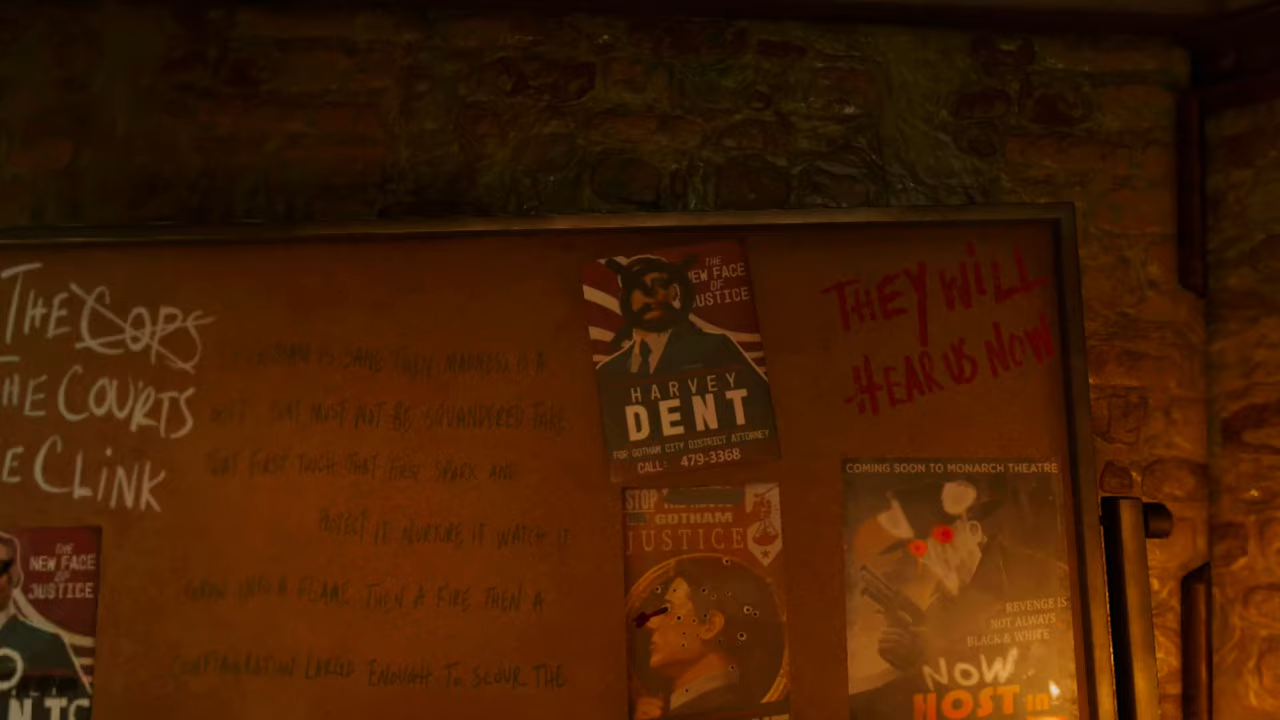 THE COPS
THE COURTS
E CLINK
IS SANE THEN MADNESS IS A
THAT MUST NOT BE SQUANDERED TAKE
THAT FIRST TOUCH THAT FIRST SPARK AND
PROTECT IT NURTURE IT WATCH IT
GROW INTO A FLAME THEN A FIRE THEN A
CONFLAGRATION LARGE ENOUGH TO SCOUR THE
THE
NEW FACE
OF
JUSTICE
HARVEY
DENT
FOR GOTHAM CITY DISTRICT ATTORNEY
CALL: 479-3368
THEY WILL
HEAR US NOW
STOP
GOTHAM
JUSTICE
COMING SOON TO MONARCH THEATRE
REVENGE IS
NOT ALWAYS
BLACK & WHITE
NOW
HOST in
THE
NEW FACE
OF
JUSTICE